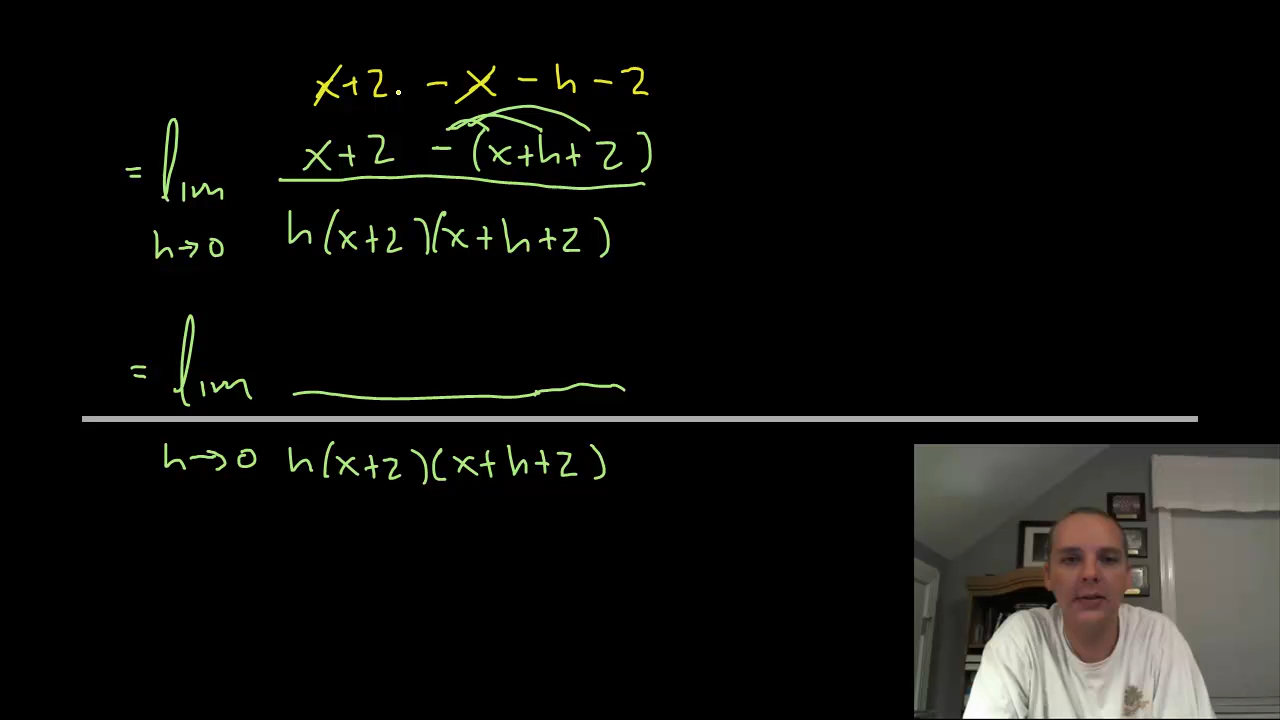 x+2. - x - h - 2
= lim x+2 - (x+h+2)
h→0 h(x+2)(x+h+2)
= lim
h→0 h(x+2)(x+h+2)